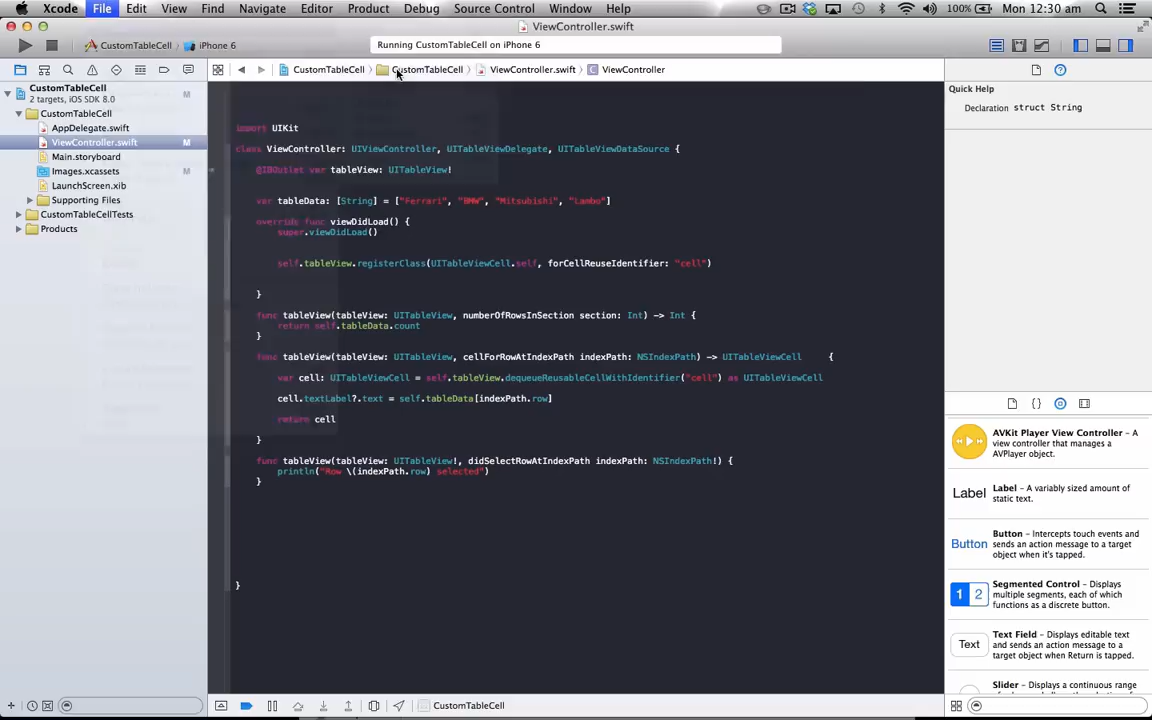 Xcode File Edit View Find Navigate Editor Product Debug Source Control Window Help 100% Mon 12:30 am
ViewController.swift
CustomTableCell iPhone 6 Running CustomTableCell on iPhone 6
CustomTableCell CustomTableCell ViewController.swift C ViewController
CustomTableCell M
2 targets, iOS SDK 8.0
CustomTableCell
AppDelegate.swift
ViewController.swift M
Main.storyboard
Images.xcassets M
LaunchScreen.xib
Supporting Files
CustomTableCellTests
Products
import UIKit
class ViewController: UIViewController, UITableViewDelegate, UITableViewDataSource {
@IBOutlet var tableView: UITableView!
var tableData: [String] = ["Ferrari", "BMW", "Mitsubishi", "Lambo"]
override func viewDidLoad() {
super.viewDidLoad()
self.tableView.registerClass(UITableViewCell.self, forCellReuseIdentifier: "cell")
}
func tableView(tableView: UITableView, numberOfRowsInSection section: Int) -> Int {
return self.tableData.count
}
func tableView(tableView: UITableView, cellForRowAtIndexPath indexPath: NSIndexPath) -> UITableViewCell {
var cell: UITableViewCell = self.tableView.dequeueReusableCellWithIdentifier("cell") as UITableViewCell
cell.textLabel?.text = self.tableData[indexPath.row]
return cell
}
func tableView(tableView: UITableView!, didSelectRowAtIndexPath indexPath: NSIndexPath!) {
println("Row \(indexPath.row) selected")
}
}
CustomTableCell
Quick Help
Declaration struct String
AVKit Player View Controller – A
view controller that manages a
AVPlayer object.
Label
Label – A variably sized amount of
static text.
Button
Button – Intercepts touch events and
sends an action message to a target
object when it's tapped.
1 2
Segmented Control – Displays
multiple segments, each of which
functions as a discrete button.
Text
Text Field – Displays editable text
and sends an action message to a
target object when Return is tapped.
Slider – Displays a continuous range